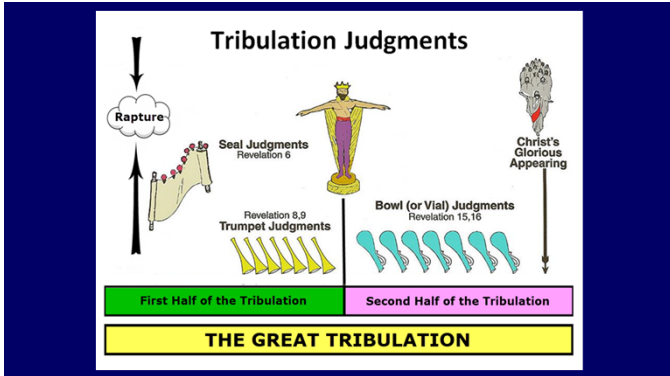 Tribulation Judgments
Rapture
Seal Judgments
Revelation 6
Christ's
Glorious
Appearing
Revelation 8,9
Trumpet Judgments
Bowl (or Vial) Judgments
Revelation 15,16
First Half of the Tribulation
Second Half of the Tribulation
THE GREAT TRIBULATION